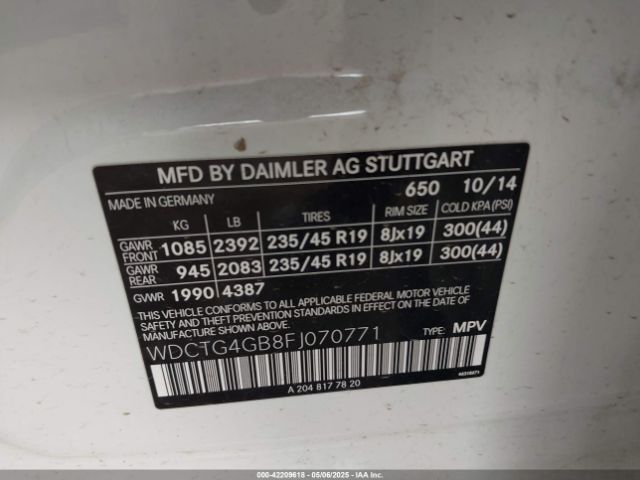 MFD BY DAIMLER AG STUTTGART
MADE IN GERMANY 650 10/14
KG LB TIRES RIM SIZE COLD KPA(PSI)
GAWR FRONT 1085 2392 235/45 R19 8Jx19 300(44)
GAWR REAR 945 2083 235/45 R19 8Jx19 300(44)
GVWR 1990 4387
THIS VEHICLE CONFORMS TO ALL APPLICABLE FEDERAL MOTOR VEHICLE
SAFETY AND THEFT PREVENTION STANDARDS IN EFFECT ON THE DATE
OF MANUFACTURE SHOWN ABOVE.
WDCTG4GB8FJ070771 TYPE: MPV
A 204 817 78 20
000-42209618 - 05/06/2025 - IAAI.COM